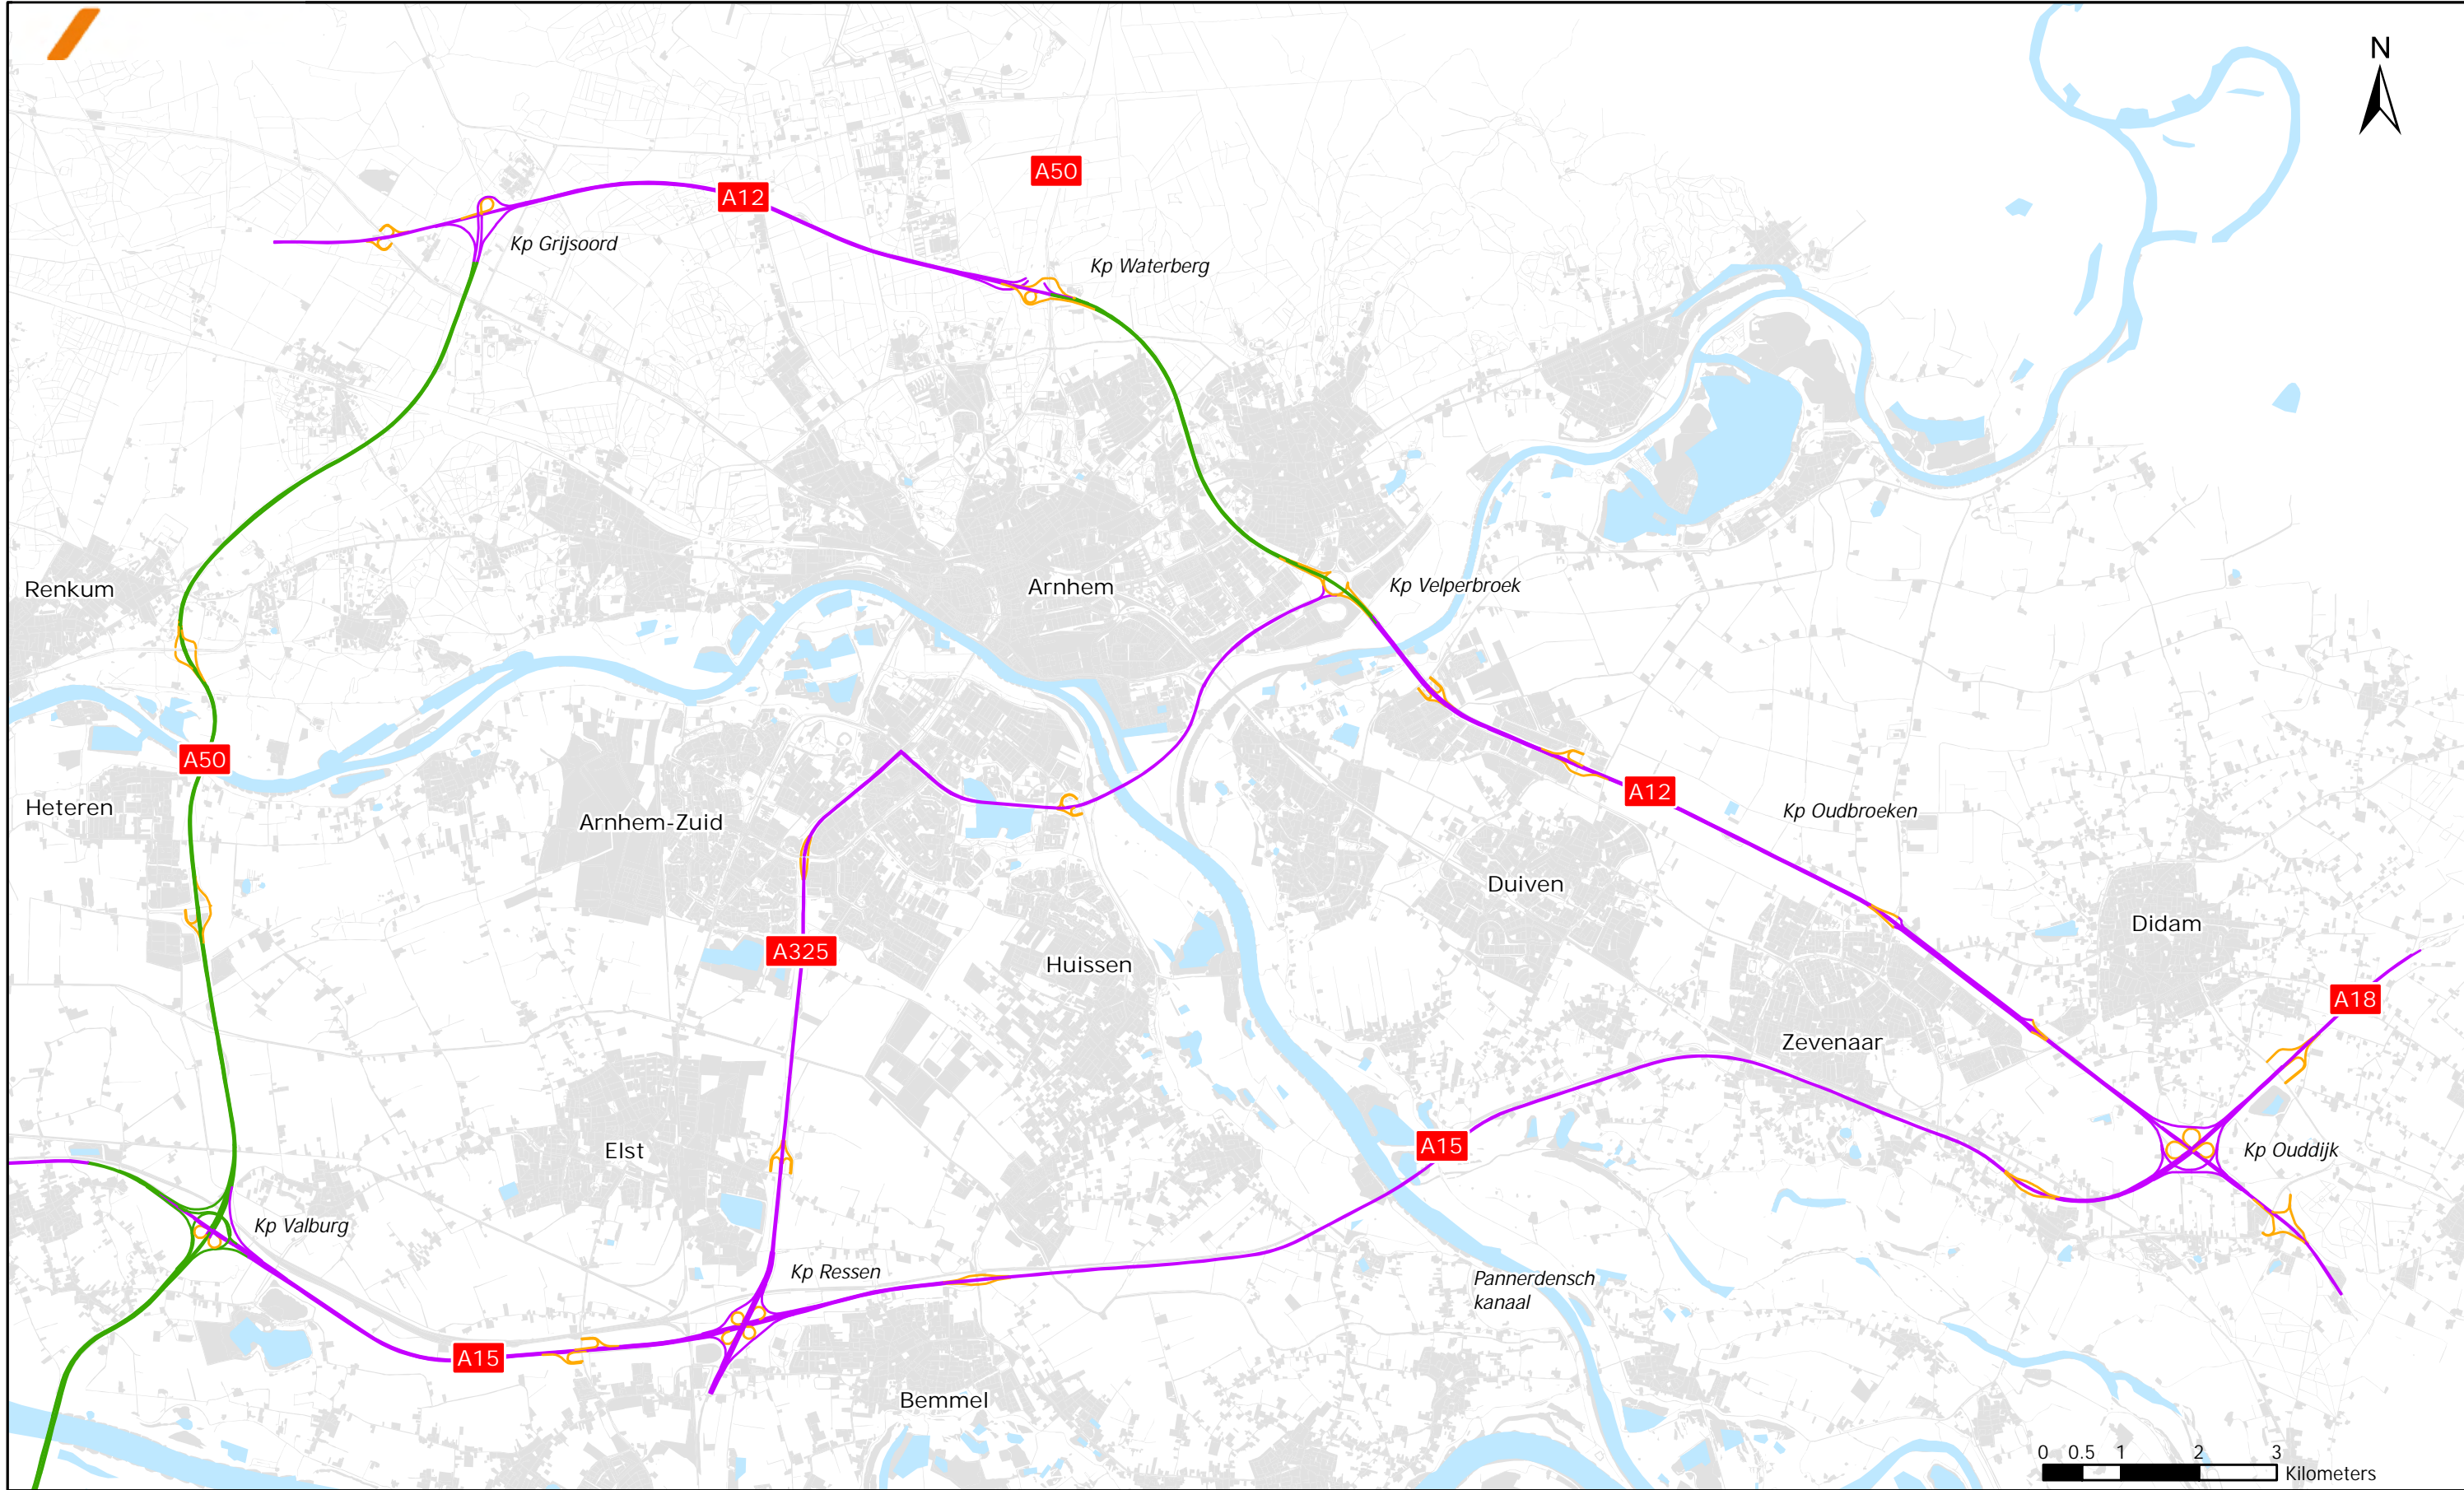 N
A50
A12
Kp Grijsoord
Kp Waterberg
Renkum
Arnhem
Kp Velperbroek
A50
A12
Heteren
Arnhem-Zuid
Kp Oudbroeken
Duiven
Didam
A325
Huissen
A18
Zevenaar
Elst
A15
Kp Ouddijk
Kp Valburg
Kp Ressen
Pannerdensch
kanaal
A15
Bemmel
0 0.5 1 2 3
Kilometers